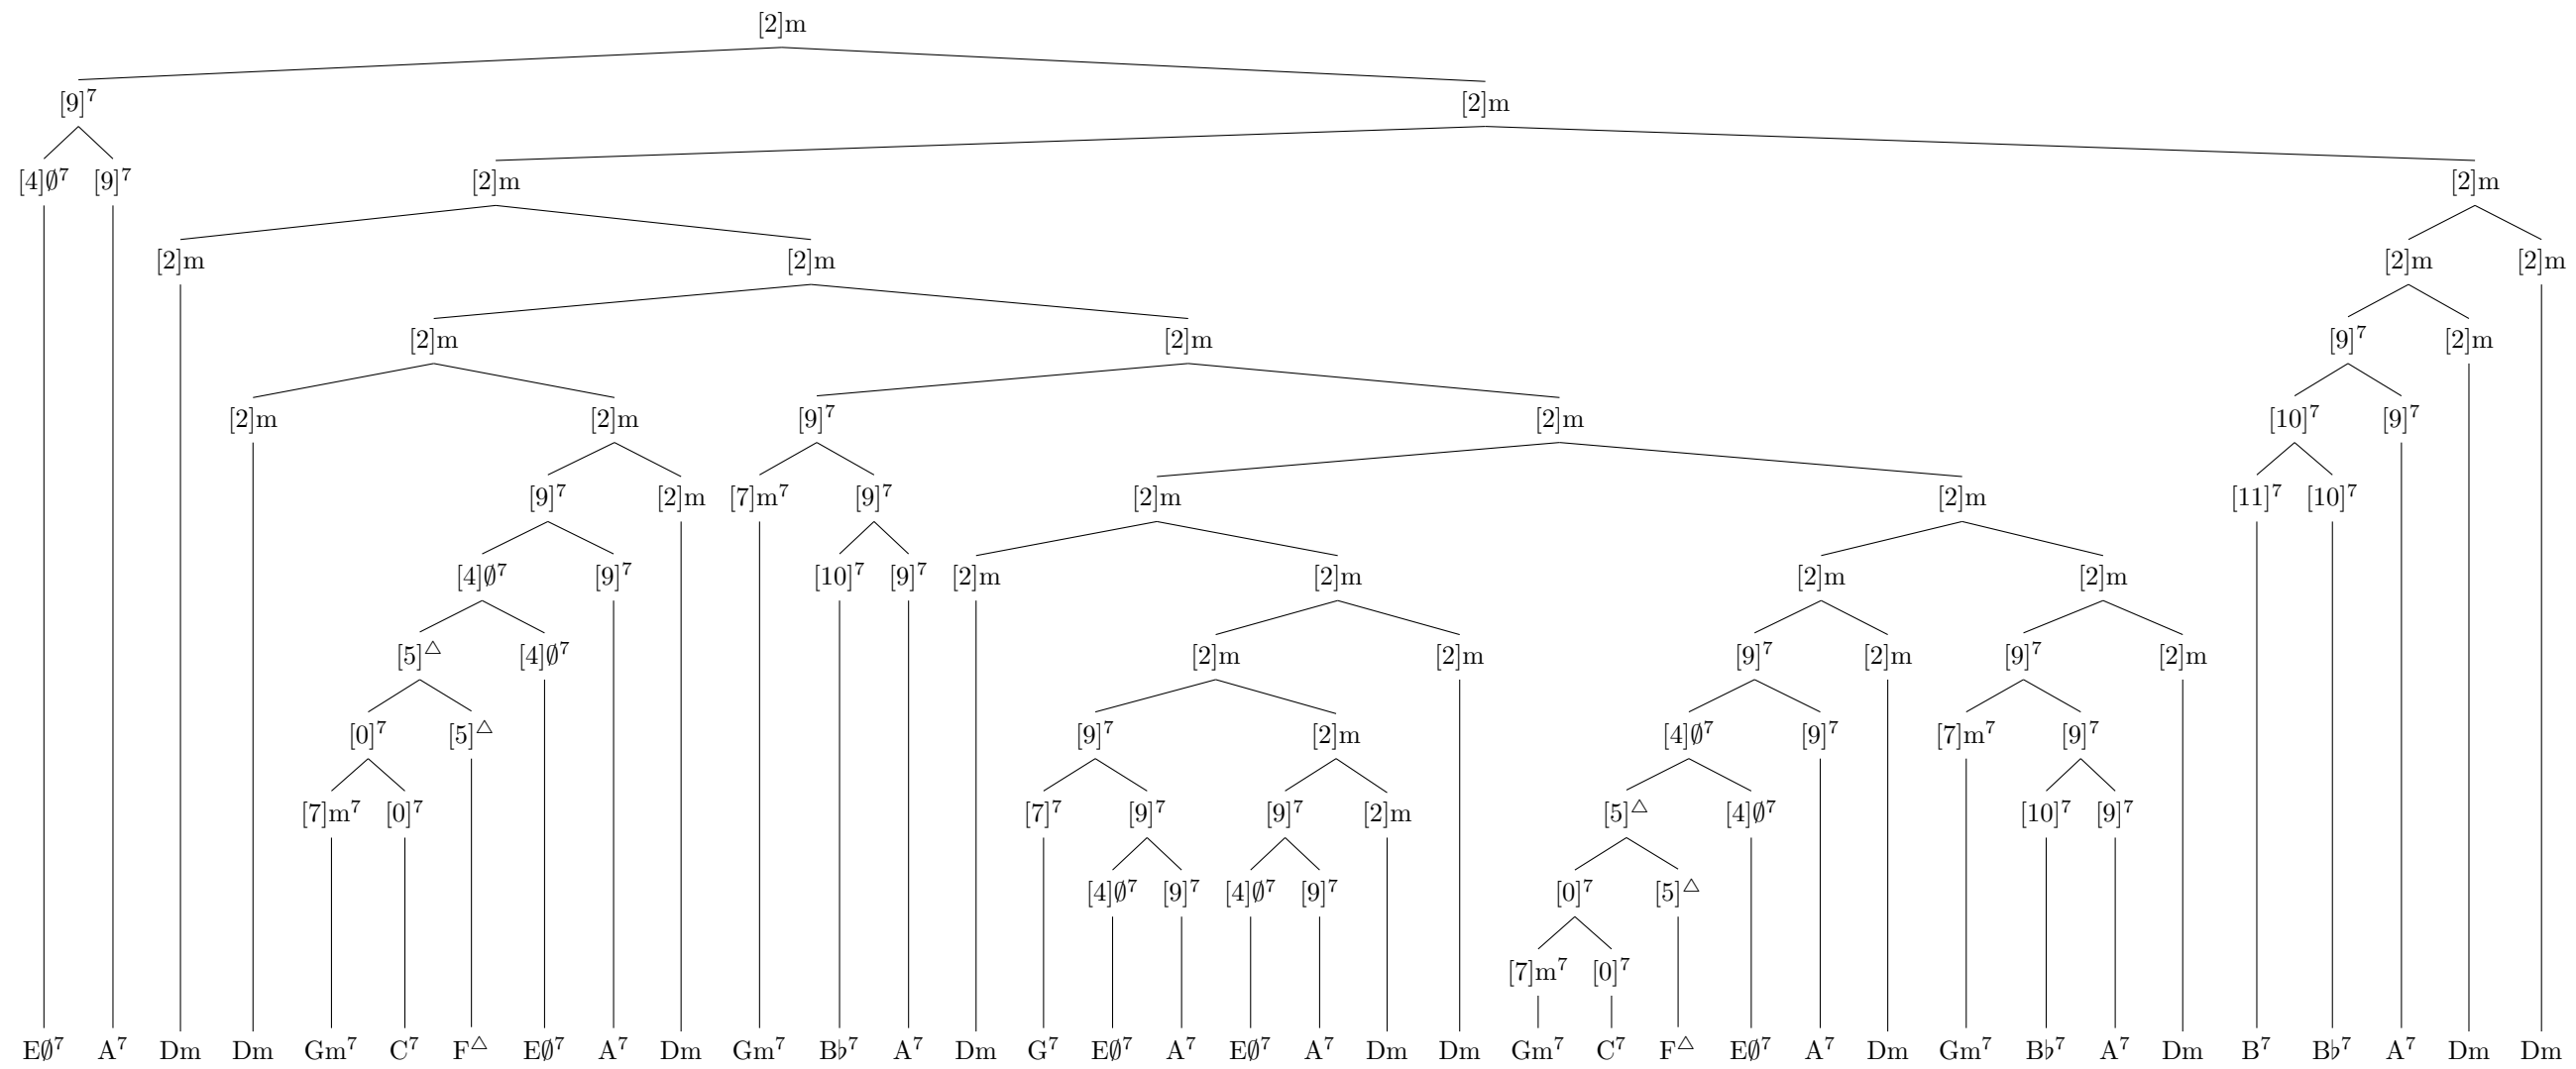 [2]m
[9]⁷ [2]m
[4]∅⁷ [9]⁷ [2]m [2]m
[2]m [2]m [2]m [2]m
[2]m [2]m [9]⁷ [2]m
[2]m [2]m [9]⁷ [2]m [10]⁷ [9]⁷
[9]⁷ [2]m [7]m⁷ [9]⁷ [2]m [2]m [11]⁷ [10]⁷
[4]∅⁷ [9]⁷ [10]⁷ [9]⁷ [2]m [2]m [2]m [2]m
[5]△ [4]∅⁷ [2]m [2]m [9]⁷ [2]m [9]⁷ [2]m
[0]⁷ [5]△ [9]⁷ [2]m [4]∅⁷ [9]⁷ [7]m⁷ [9]⁷
[7]m⁷ [0]⁷ [7]⁷ [9]⁷ [9]⁷ [2]m [5]△ [4]∅⁷ [10]⁷ [9]⁷
[4]∅⁷ [9]⁷ [4]∅⁷ [9]⁷ [0]⁷ [5]△
[7]m⁷ [0]⁷
E∅⁷ A⁷ Dm Dm Gm⁷ C⁷ F△ E∅⁷ A⁷ Dm Gm⁷ B♭⁷ A⁷ Dm G⁷ E∅⁷ A⁷ E∅⁷ A⁷ Dm Dm Gm⁷ C⁷ F△ E∅⁷ A⁷ Dm Gm⁷ B♭⁷ A⁷ Dm B⁷ B♭⁷ A⁷ Dm Dm